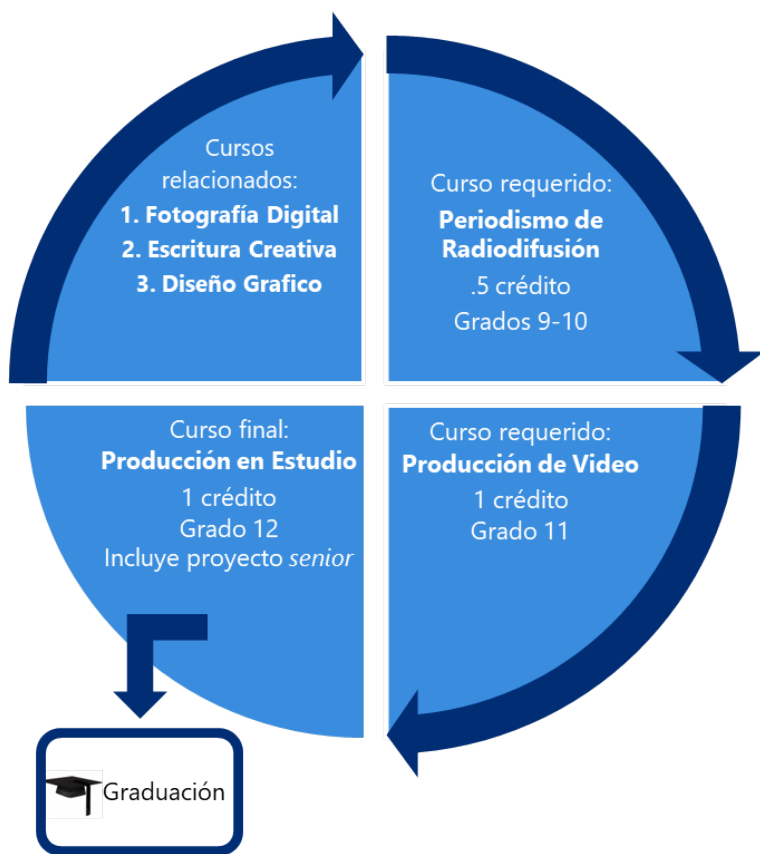 Cursos
relacionados:
1. Fotografía Digital
2. Escritura Creativa
3. Diseño Grafico
Curso requerido:
Periodismo de
Radiodifusión
.5 crédito
Grados 9-10
Curso requerido:
Producción de Video
1 crédito
Grado 11
Curso final:
Producción en Estudio
1 crédito
Grado 12
Incluye proyecto senior
Graduación